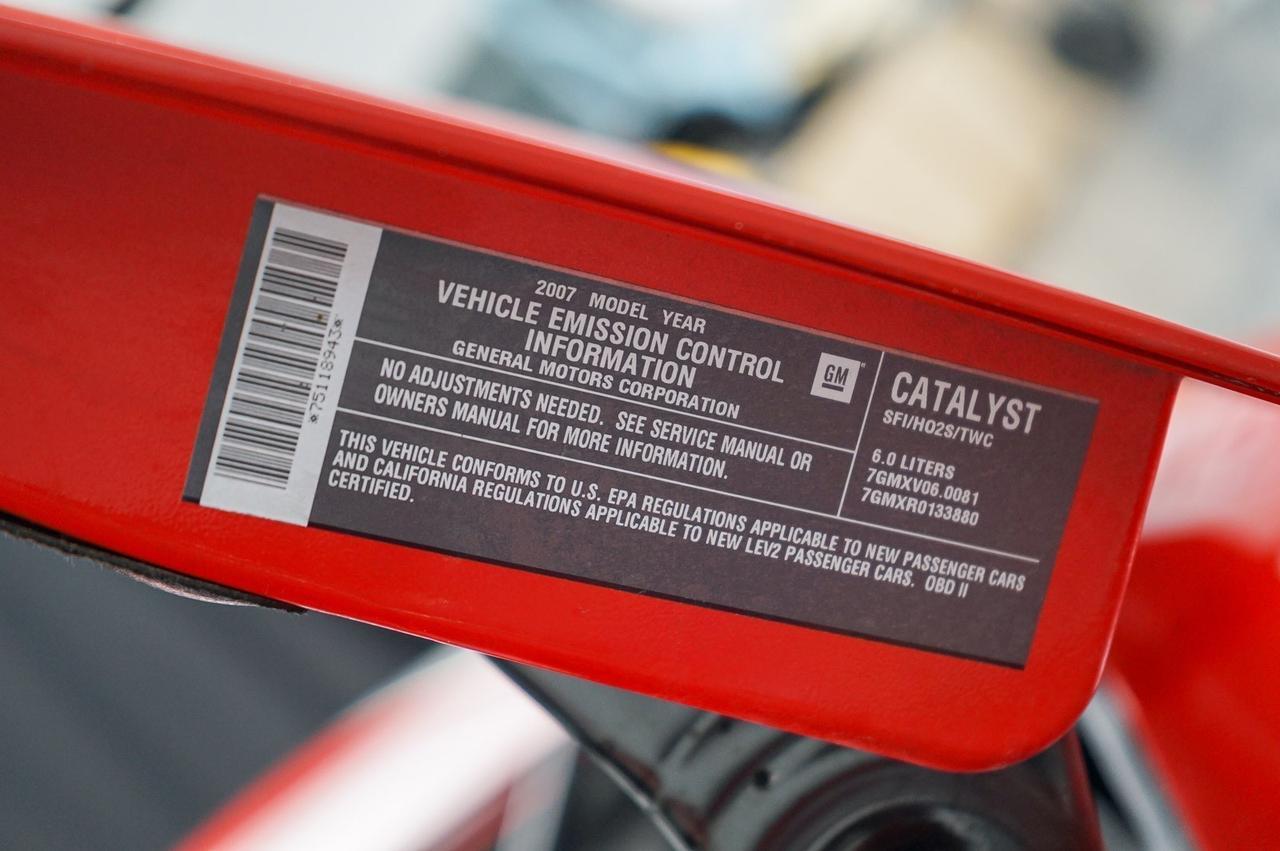 *75118943*
2007 MODEL YEAR
VEHICLE EMISSION CONTROL
INFORMATION
GENERAL MOTORS CORPORATION
GM
NO ADJUSTMENTS NEEDED. SEE SERVICE MANUAL OR
OWNERS MANUAL FOR MORE INFORMATION.
CATALYST
SFI/HO2S/TWC
6.0 LITERS
7GMXV06.0081
7GMXR0133880
THIS VEHICLE CONFORMS TO U.S. EPA REGULATIONS APPLICABLE TO NEW PASSENGER CARS
AND CALIFORNIA REGULATIONS APPLICABLE TO NEW LEV2 PASSENGER CARS. OBD II
CERTIFIED.